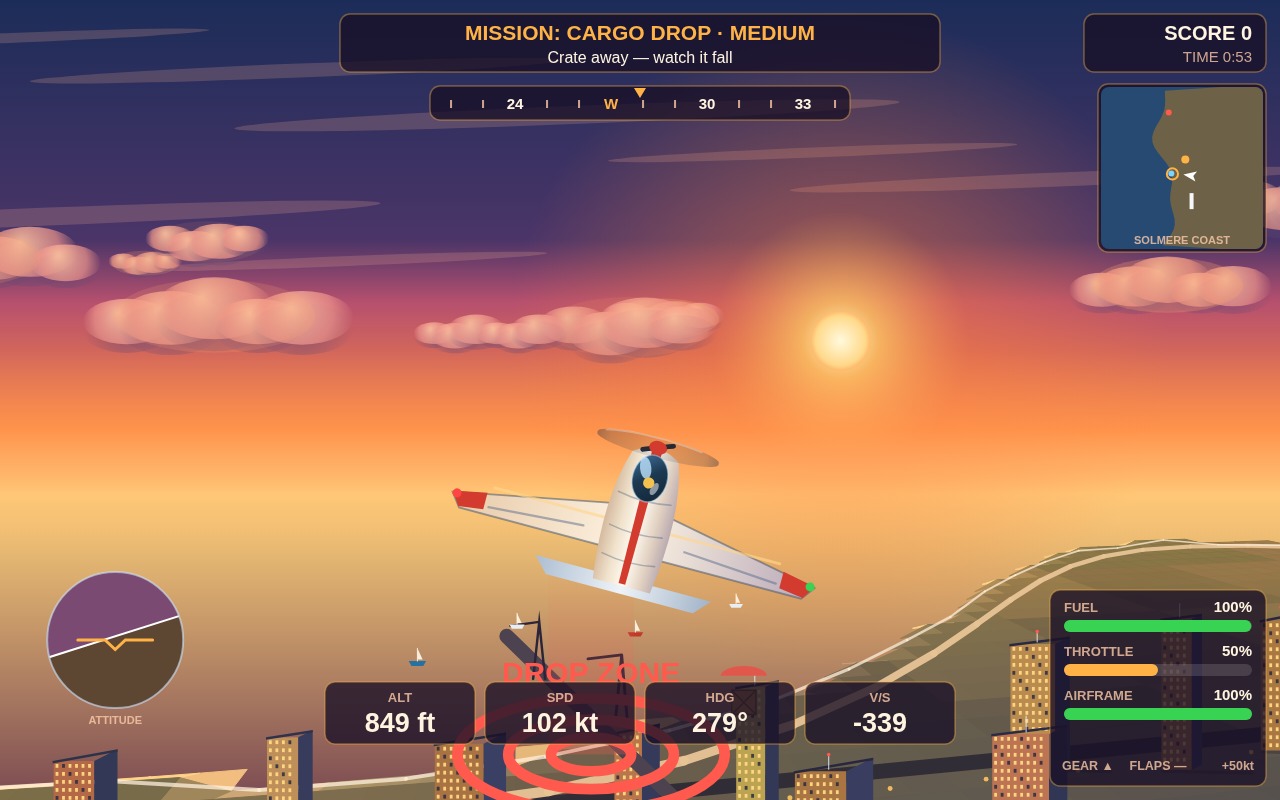 MISSION: CARGO DROP · MEDIUM
Crate away — watch it fall
SCORE 0
TIME 0:53
24 W 30 33
SOLMERE COAST
DROP ZONE
ATTITUDE
ALT
849 ft
SPD
102 kt
HDG
279°
V/S
-339
FUEL 100%
THROTTLE 50%
AIRFRAME 100%
GEAR ▲ FLAPS — +50kt